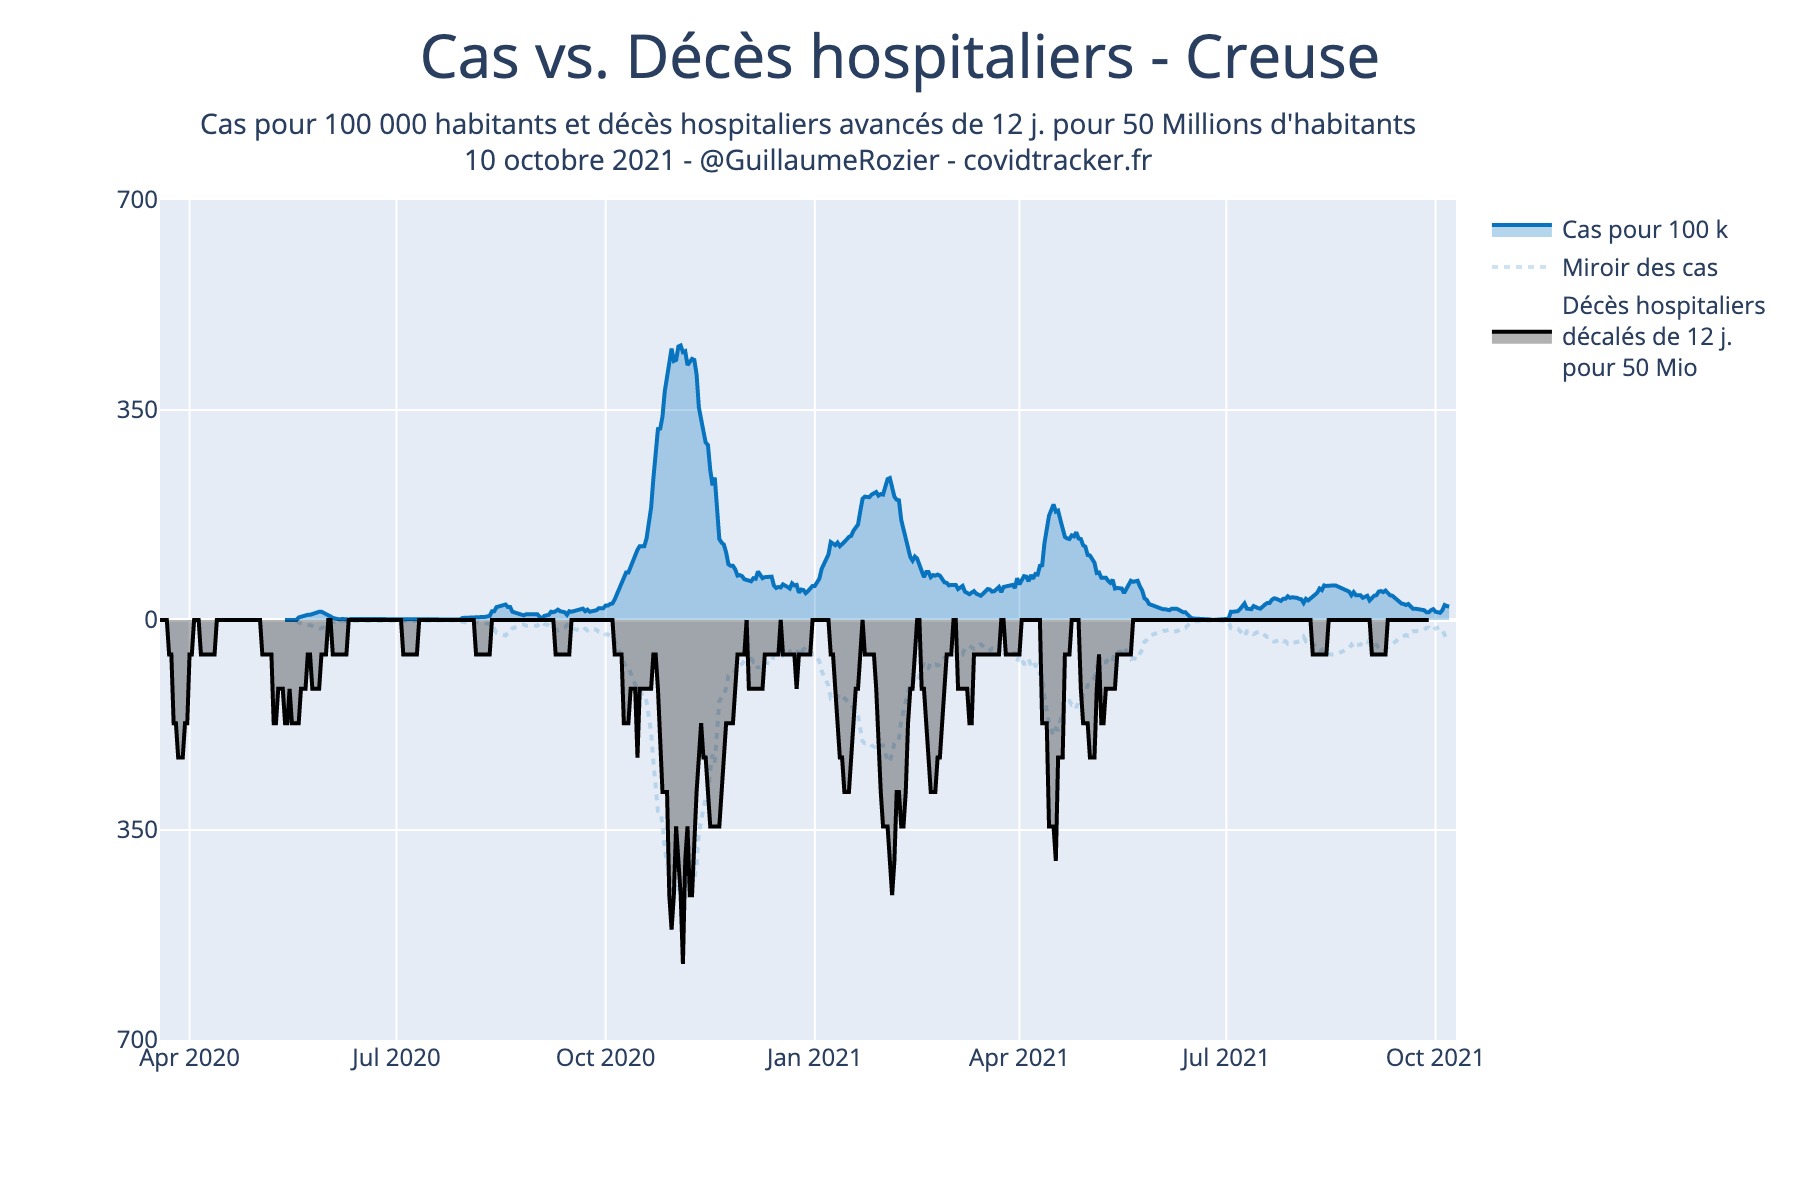 Cas vs. Décès hospitaliers - Creuse
Cas pour 100 000 habitants et décès hospitaliers avancés de 12 j. pour 50 Millions d'habitants
10 octobre 2021 - @GuillaumeRozier - covidtracker.fr
700
350
0
350
700
Apr 2020
Jul 2020
Oct 2020
Jan 2021
Apr 2021
Jul 2021
Oct 2021
Cas pour 100 k
Miroir des cas
Décès hospitaliers
décalés de 12 j.
pour 50 Mio